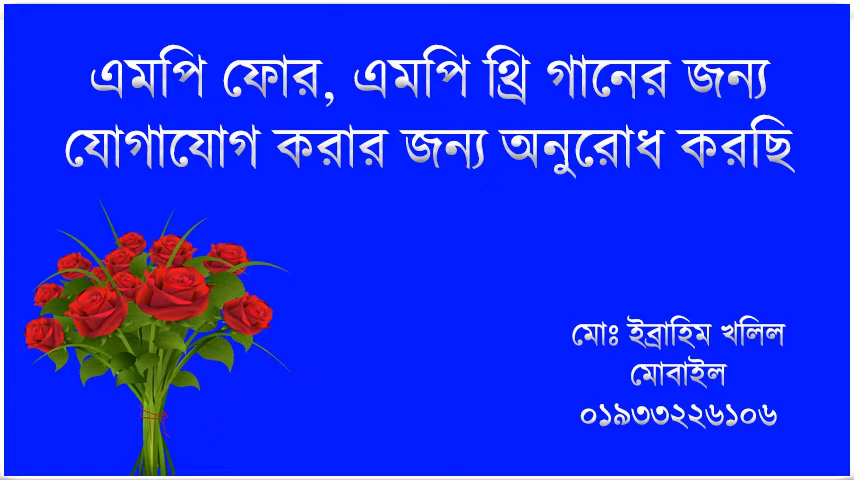 এমপি ফোর, এমপি থ্রি গানের জন্য
যোগাযোগ করার জন্য অনুরোধ করছি
মোঃ ইব্রাহিম খলিল
মোবাইল
০১৯৩৩২২৬১০৬